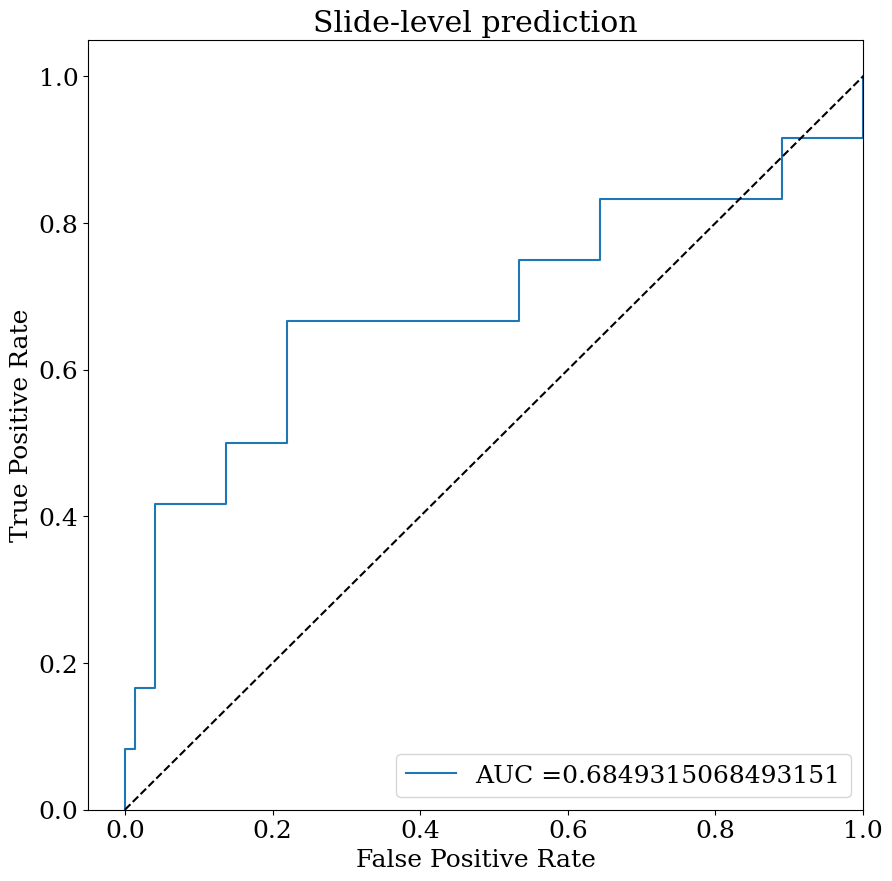 Slide-level prediction
1.0
0.8
0.6
0.4
0.2
0.0
True Positive Rate
AUC =0.6849315068493151
0.0 0.2 0.4 0.6 0.8 1.0
False Positive Rate